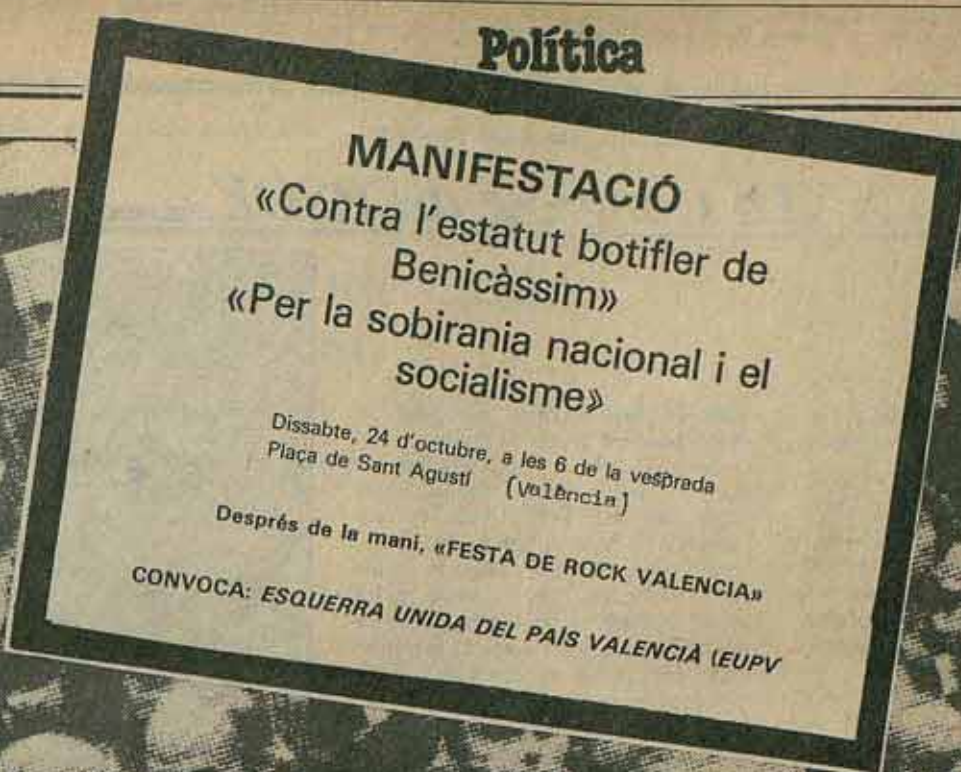 Política
MANIFESTACIÓ
«Contra l'estatut botifler de
Benicàssim»
«Per la sobirania nacional i el
socialisme»
Dissabte, 24 d'octubre, a les 6 de la vesprada
Plaça de Sant Agustí (València)
Després de la mani, «FESTA DE ROCK VALENCIA»
CONVOCA: ESQUERRA UNIDA DEL PAÍS VALENCIÀ (EUPV